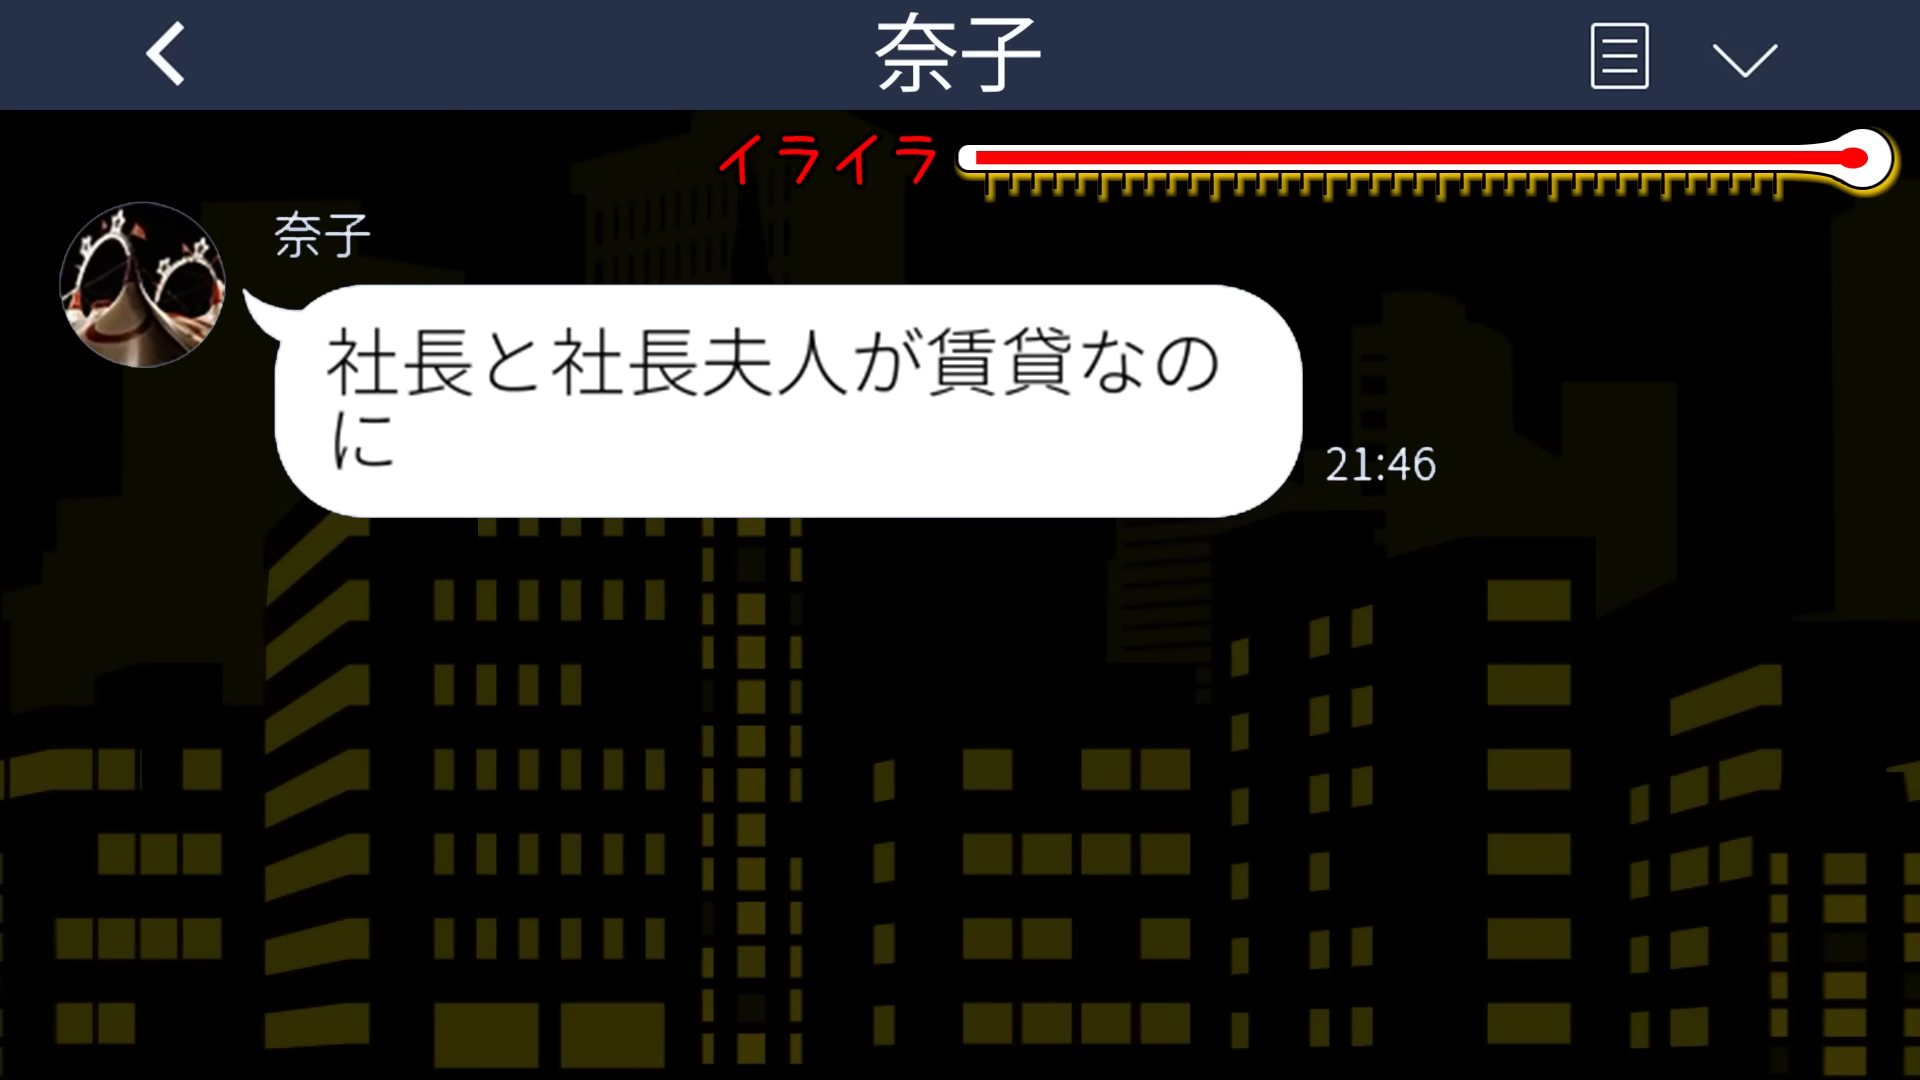 奈子
イライラ
奈子
社長と社長夫人が賃貸なの
に
21:46